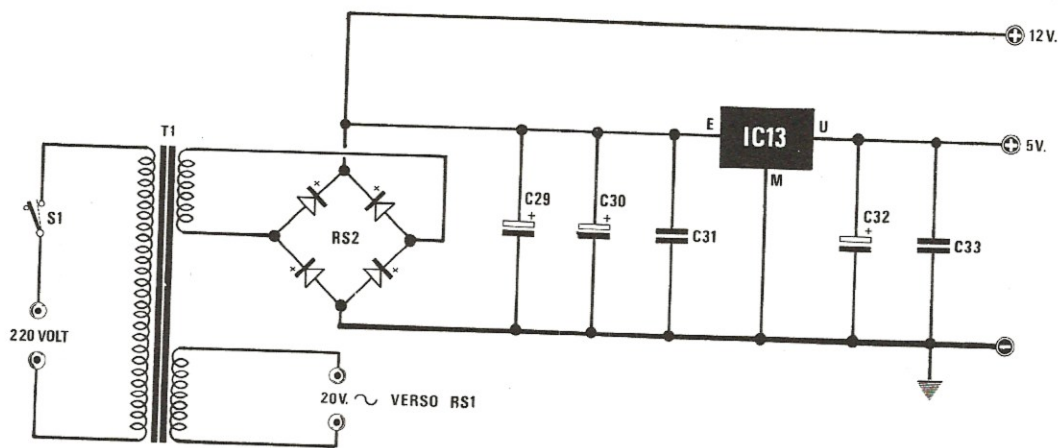 12 V.
T1
E
IC13
U
5 V.
M
S1
C29
+
C30
+
C31
C32
+
C33
RS2
220 VOLT
20 V. ~ VERSO RS1